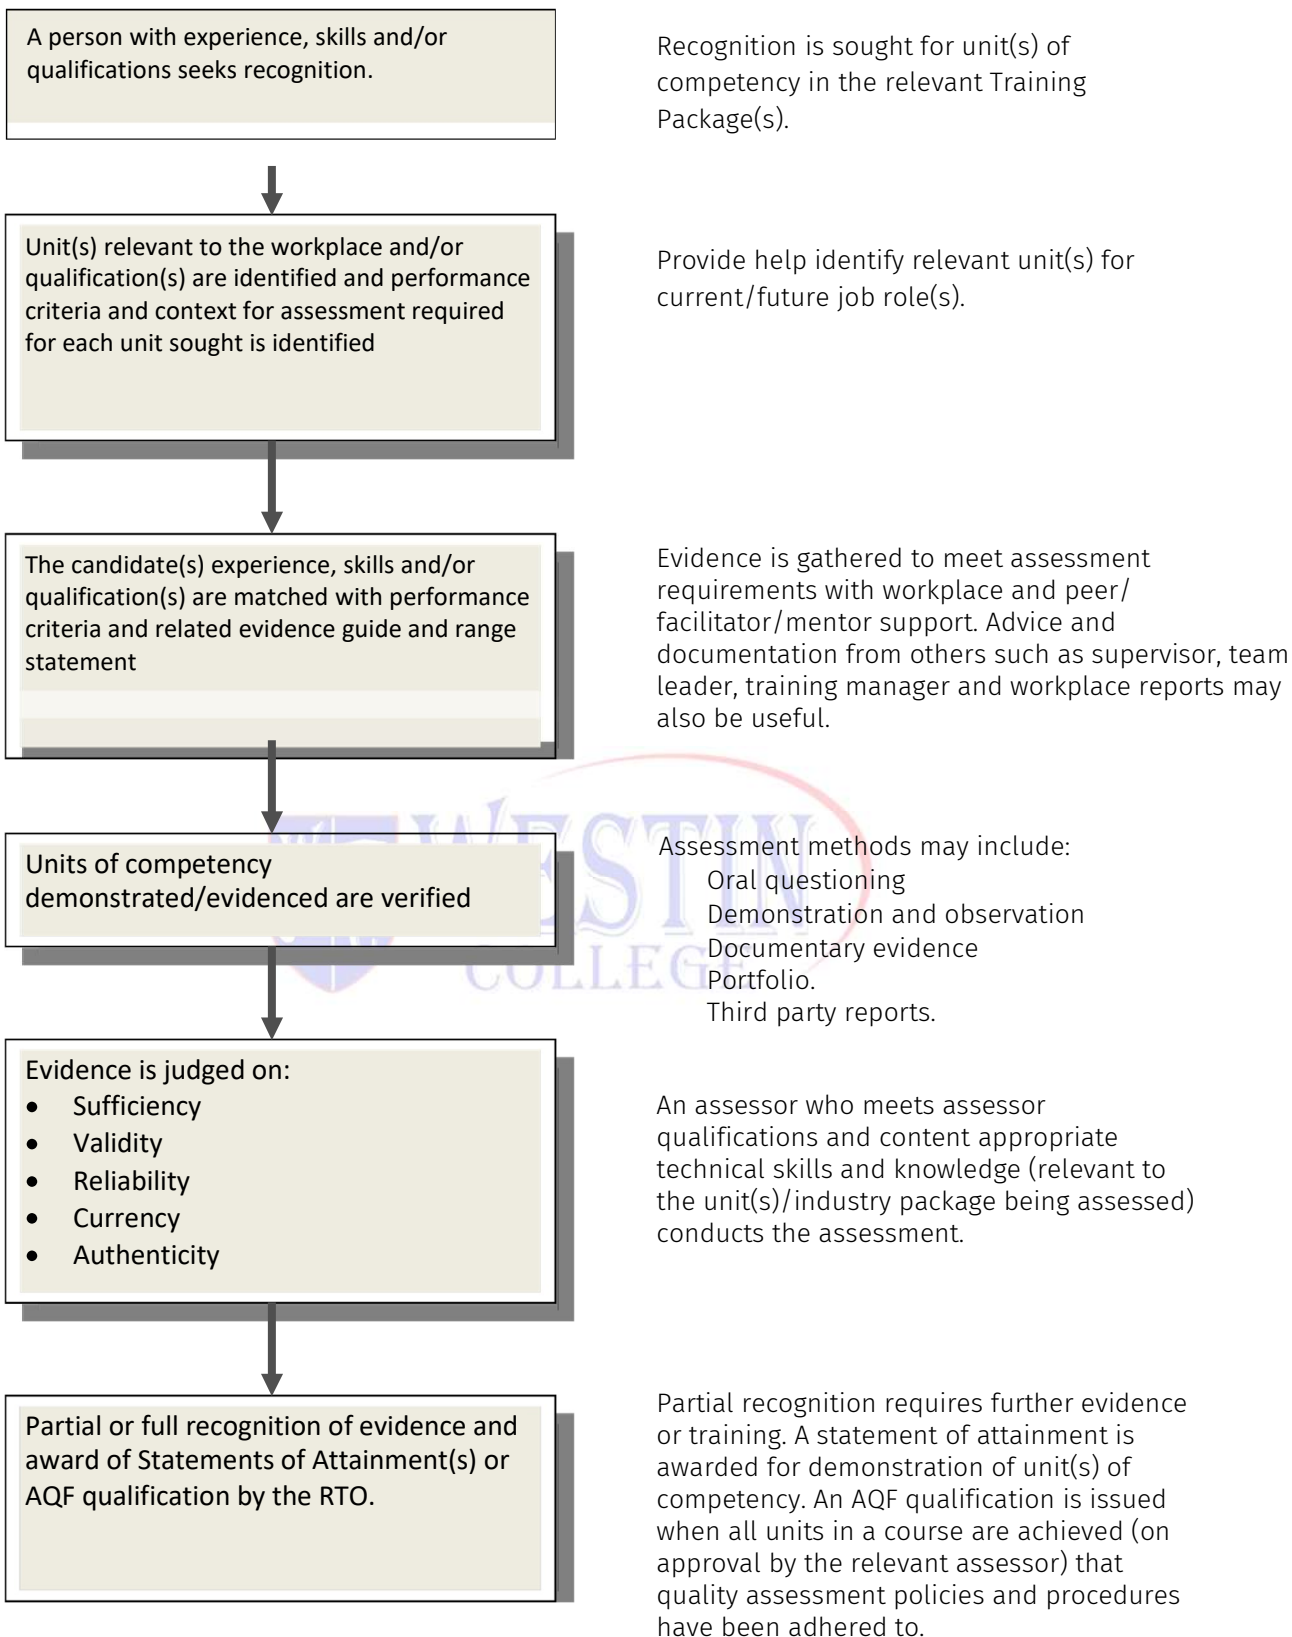 A person with experience, skills and/or
qualifications seeks recognition.
Recognition is sought for unit(s) of
competency in the relevant Training
Package(s).
Unit(s) relevant to the workplace and/or
qualification(s) are identified and performance
criteria and context for assessment required
for each unit sought is identified
Provide help identify relevant unit(s) for
current/future job role(s).
The candidate(s) experience, skills and/or
qualification(s) are matched with performance
criteria and related evidence guide and range
statement
Evidence is gathered to meet assessment
requirements with workplace and peer/
facilitator/mentor support. Advice and
documentation from others such as supervisor, team
leader, training manager and workplace reports may
also be useful.
WESTIN
COLLEGE
Units of competency
demonstrated/evidenced are verified
Assessment methods may include:
Oral questioning
Demonstration and observation
Documentary evidence
Portfolio.
Third party reports.
Evidence is judged on:
• Sufficiency
• Validity
• Reliability
• Currency
• Authenticity
An assessor who meets assessor
qualifications and content appropriate
technical skills and knowledge (relevant to
the unit(s)/industry package being assessed)
conducts the assessment.
Partial or full recognition of evidence and
award of Statements of Attainment(s) or
AQF qualification by the RTO.
Partial recognition requires further evidence
or training. A statement of attainment is
awarded for demonstration of unit(s) of
competency. An AQF qualification is issued
when all units in a course are achieved (on
approval by the relevant assessor) that
quality assessment policies and procedures
have been adhered to.